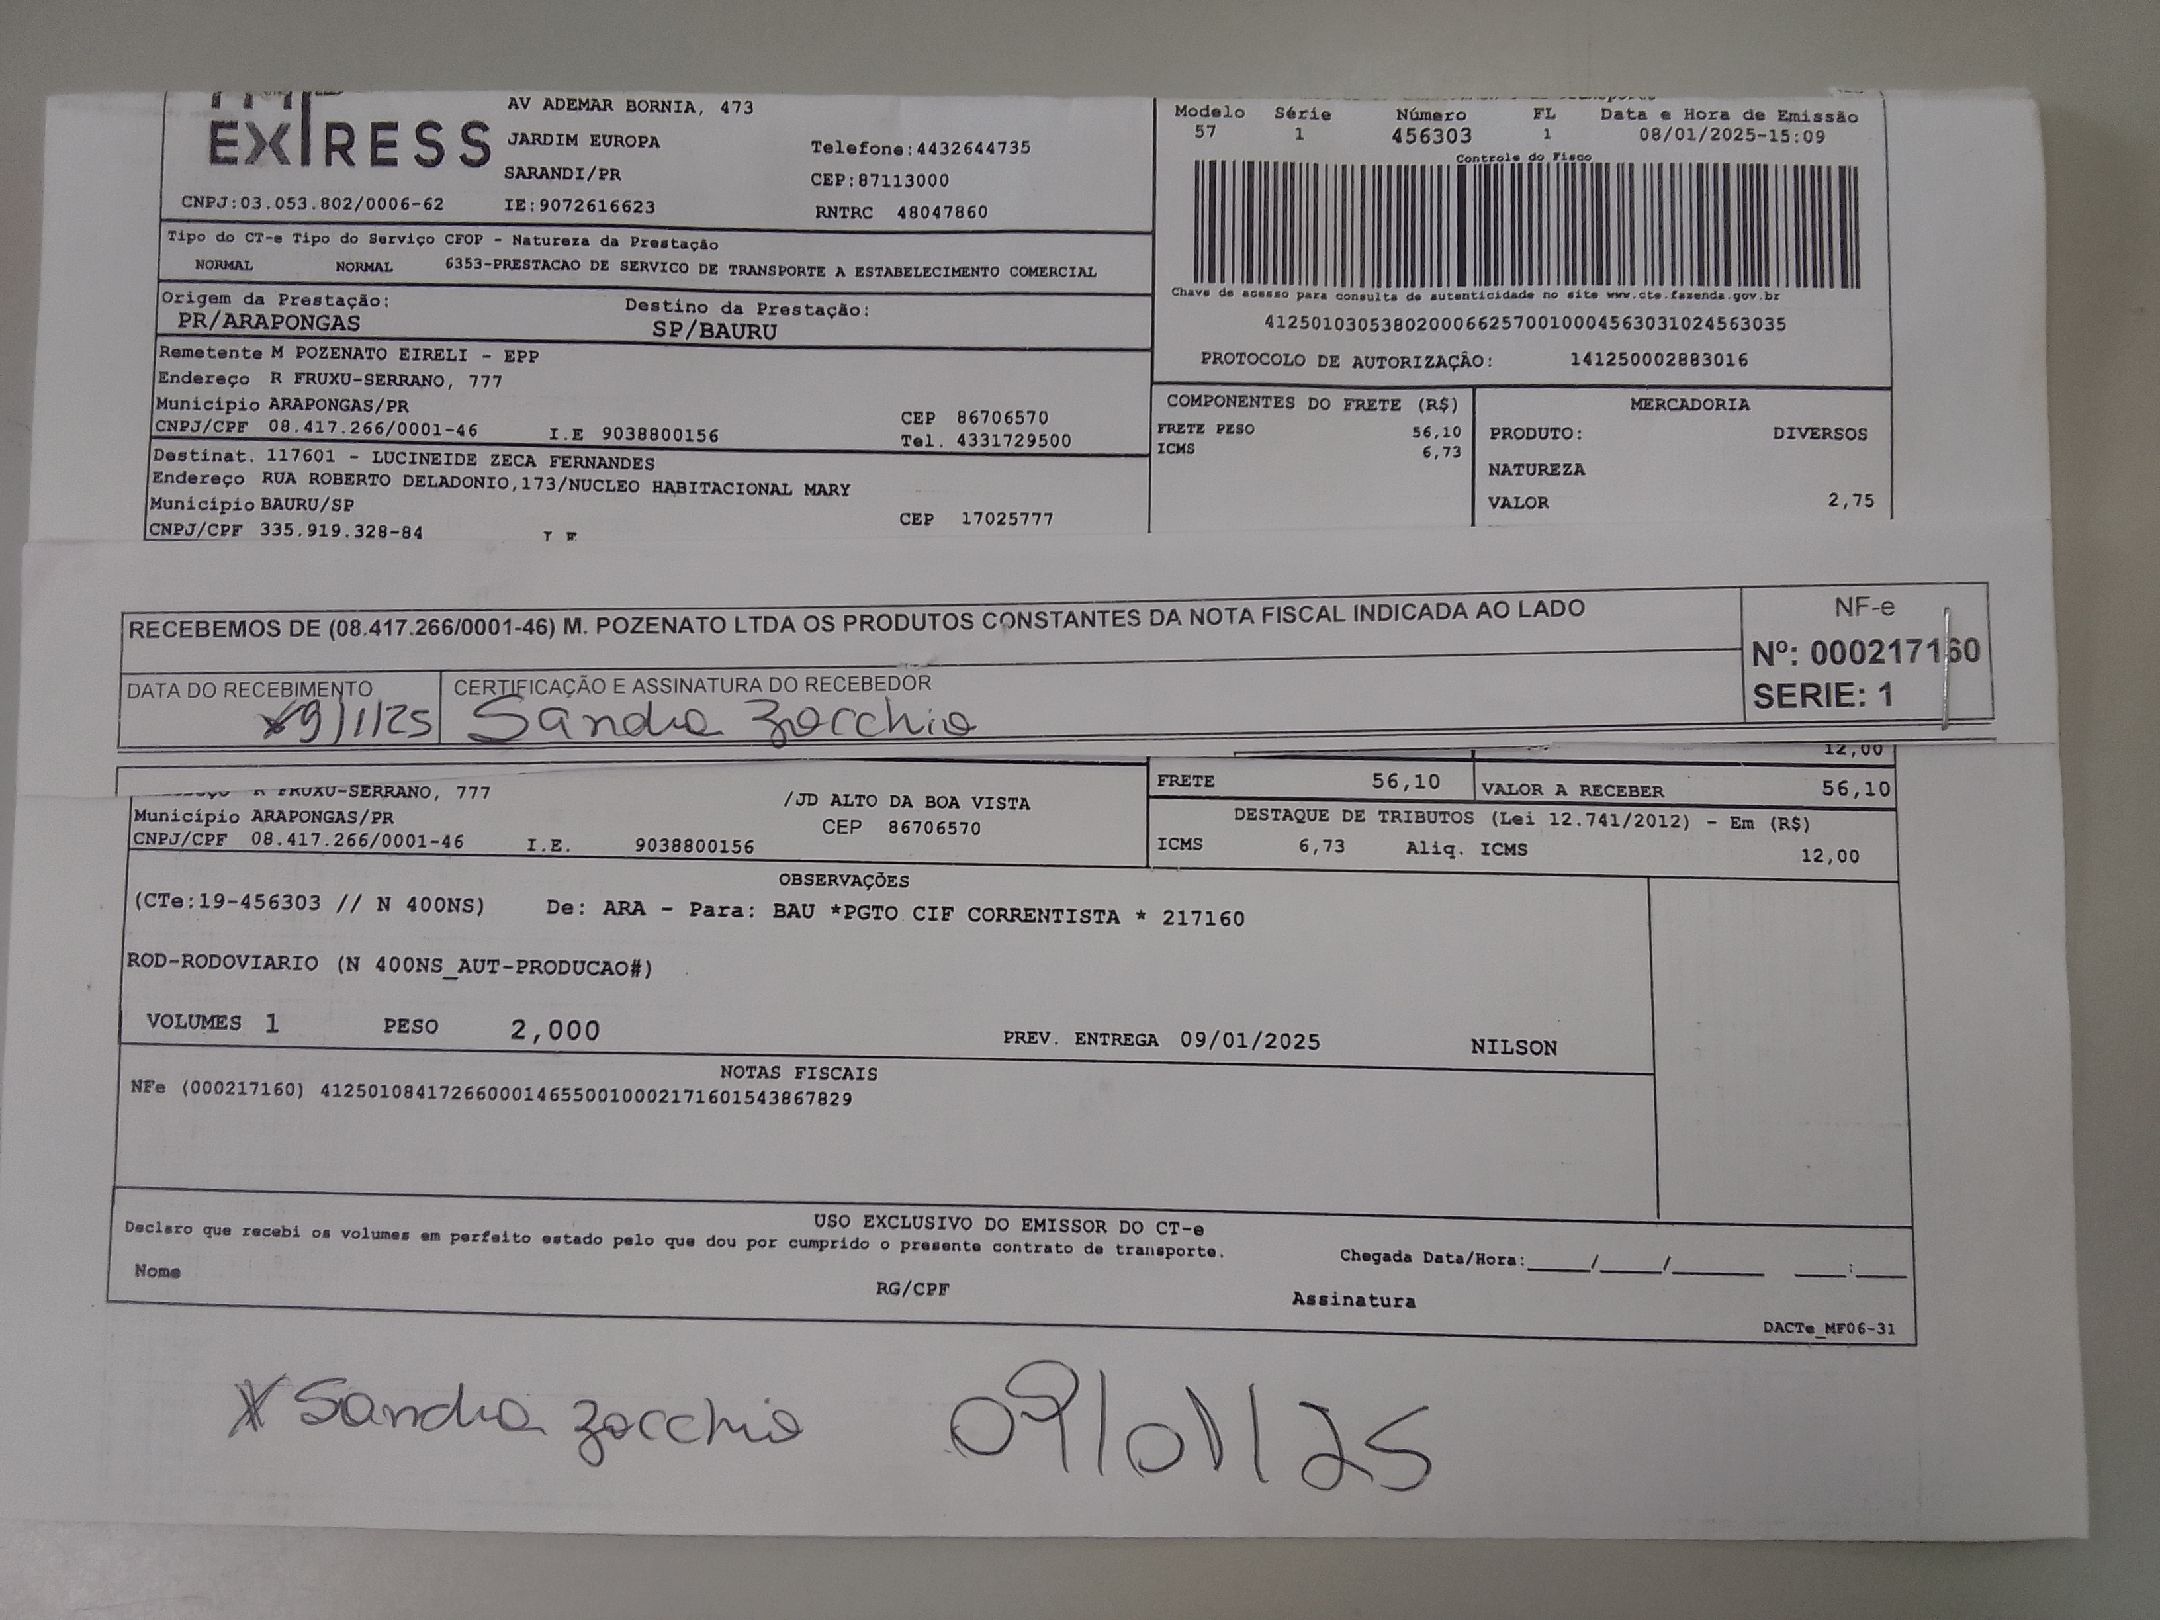 EXPRESS
AV ADEMAR BORNIA, 473
JARDIM EUROPA
SARANDI/PR
Telefone:4432644735
CEP:87113000
CNPJ:03.053.802/0006-62 IE:9072616623 RNTRC 48047860
Modelo Série Número FL Data e Hora de Emissão
57 1 456303 1 08/01/2025-15:09
Controle do Fisco
Chave de acesso para consulta de autenticidade no site www.cte.fazenda.gov.br
41250103053802000662570010004563031024563035
PROTOCOLO DE AUTORIZAÇÃO: 141250002883016
Tipo do CT-e Tipo do Serviço CFOP - Natureza da Prestação
NORMAL NORMAL 6353-PRESTACAO DE SERVICO DE TRANSPORTE A ESTABELECIMENTO COMERCIAL
Origem da Prestação: Destino da Prestação:
PR/ARAPONGAS SP/BAURU
Remetente M POZENATO EIRELI - EPP
Endereço R FRUXU-SERRANO, 777
Município ARAPONGAS/PR CEP 86706570
CNPJ/CPF 08.417.266/0001-46 I.E 9038800156 Tel. 4331729500
Destinat. 117601 - LUCINEIDE ZECA FERNANDES
Endereço RUA ROBERTO DELADONIO,173/NUCLEO HABITACIONAL MARY
Município BAURU/SP CEP 17025777
CNPJ/CPF 335.919.328-84
COMPONENTES DO FRETE (R$)
FRETE PESO 56,10
ICMS 6,73
MERCADORIA
PRODUTO: DIVERSOS
NATUREZA
VALOR 2,75
RECEBEMOS DE (08.417.266/0001-46) M. POZENATO LTDA OS PRODUTOS CONSTANTES DA NOTA FISCAL INDICADA AO LADO
NF-e
Nº: 000217160
SERIE: 1
DATA DO RECEBIMENTO CERTIFICAÇÃO E ASSINATURA DO RECEBEDOR
9/1/25 Sandra Zocchio
12,00
R FRUXU-SERRANO, 777 /JD ALTO DA BOA VISTA
Município ARAPONGAS/PR CEP 86706570
CNPJ/CPF 08.417.266/0001-46 I.E. 9038800156
FRETE 56,10 VALOR A RECEBER 56,10
DESTAQUE DE TRIBUTOS (Lei 12.741/2012) - Em (R$)
ICMS 6,73 Aliq. ICMS 12,00
OBSERVAÇÕES
(CTe:19-456303 // N 400NS) De: ARA - Para: BAU *PGTO CIF CORRENTISTA * 217160
ROD-RODOVIARIO (N 400NS_AUT-PRODUCAO#)
VOLUMES 1 PESO 2,000 PREV. ENTREGA 09/01/2025 NILSON
NOTAS FISCAIS
NFe (000217160) 41250108417266000146550010002171601543867829
USO EXCLUSIVO DO EMISSOR DO CT-e
Declaro que recebi os volumes em perfeito estado pelo que dou por cumprido o presente contrato de transporte.
Chegada Data/Hora:_____/_____/_______ ____:____
Nome RG/CPF Assinatura
DACTe_MF06-31
x Sandra Zocchio 09/01/25